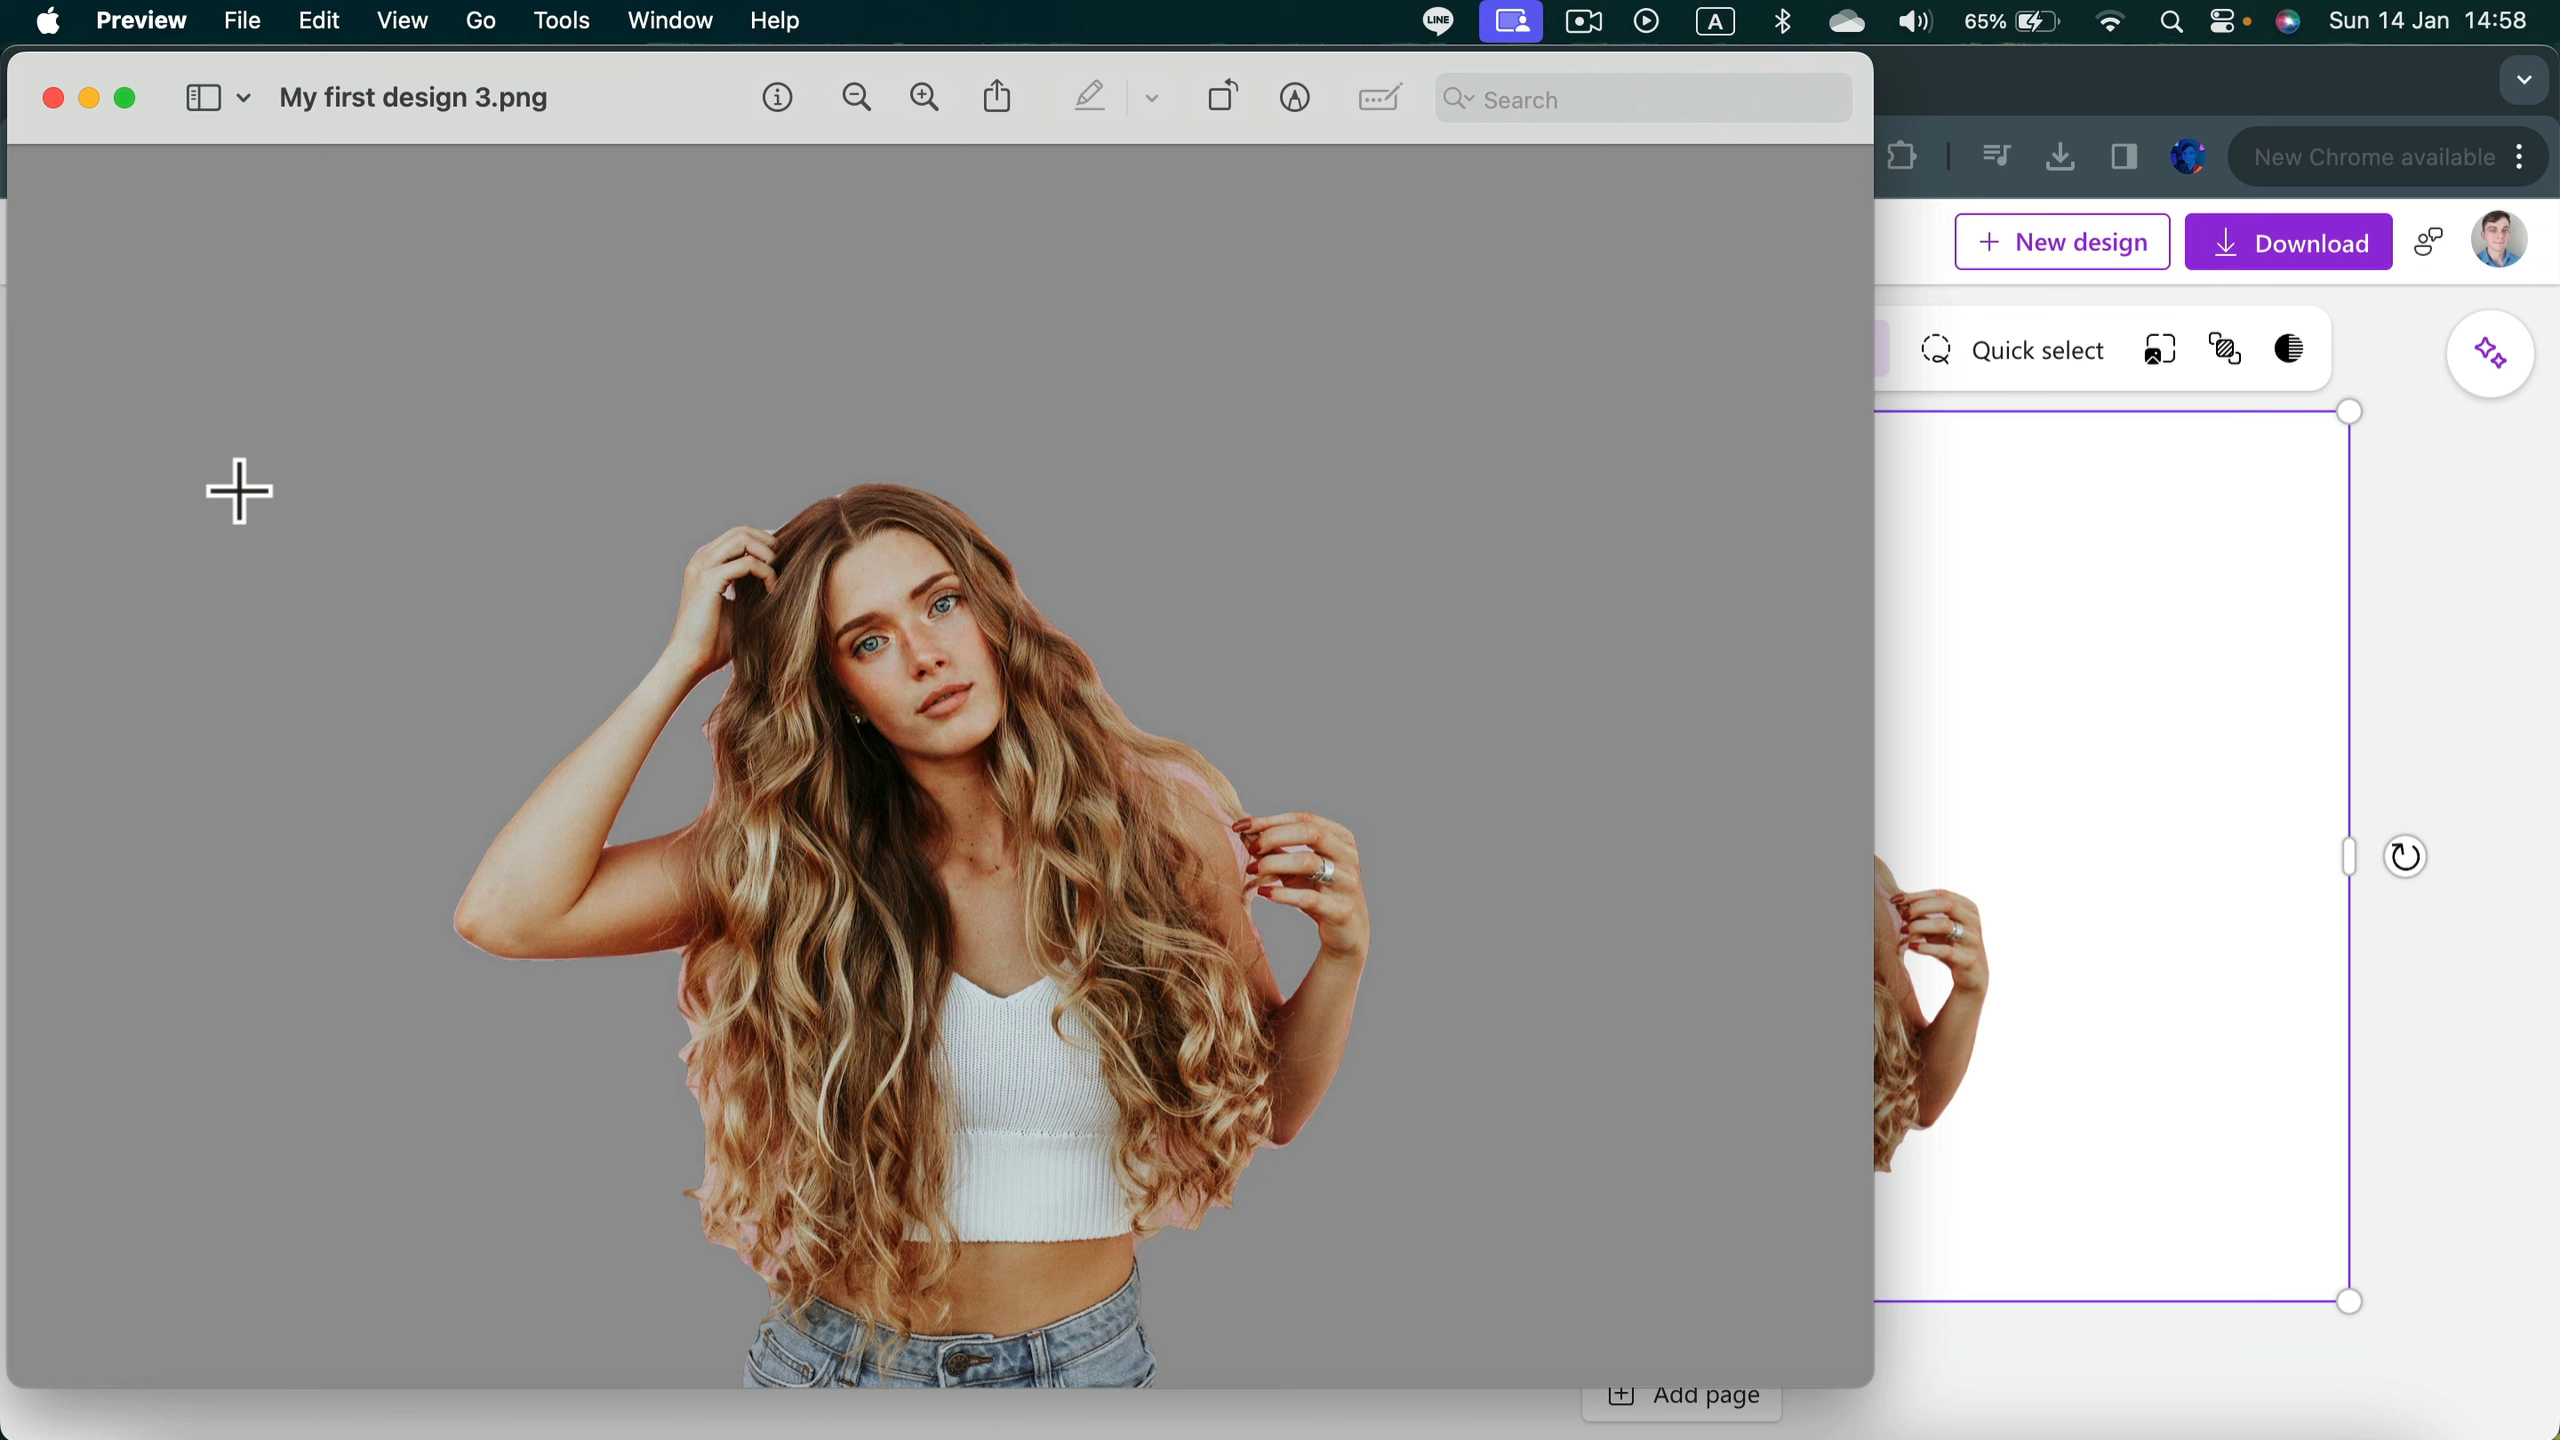 Preview File Edit View Go Tools Window Help LINE A 65% Sun 14 Jan 14:58
My first design 3.png Search
New Chrome available
+ New design Download
Quick select
Add page